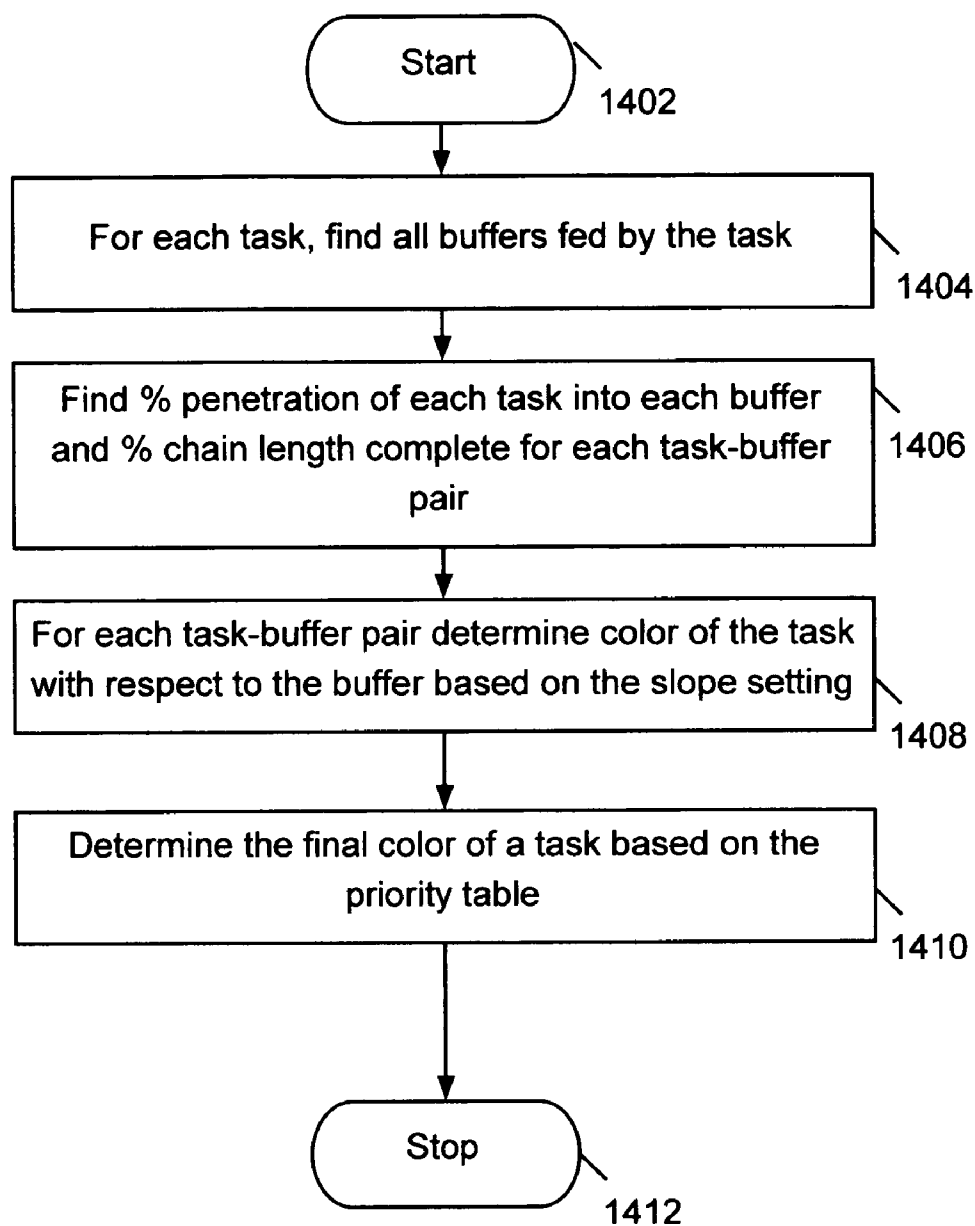 Start
1402
For each task, find all buffers fed by the task
1404
Find % penetration of each task into each buffer
and % chain length complete for each task-buffer
pair
1406
For each task-buffer pair determine color of the task
with respect to the buffer based on the slope setting
1408
Determine the final color of a task based on the
priority table
1410
Stop
1412